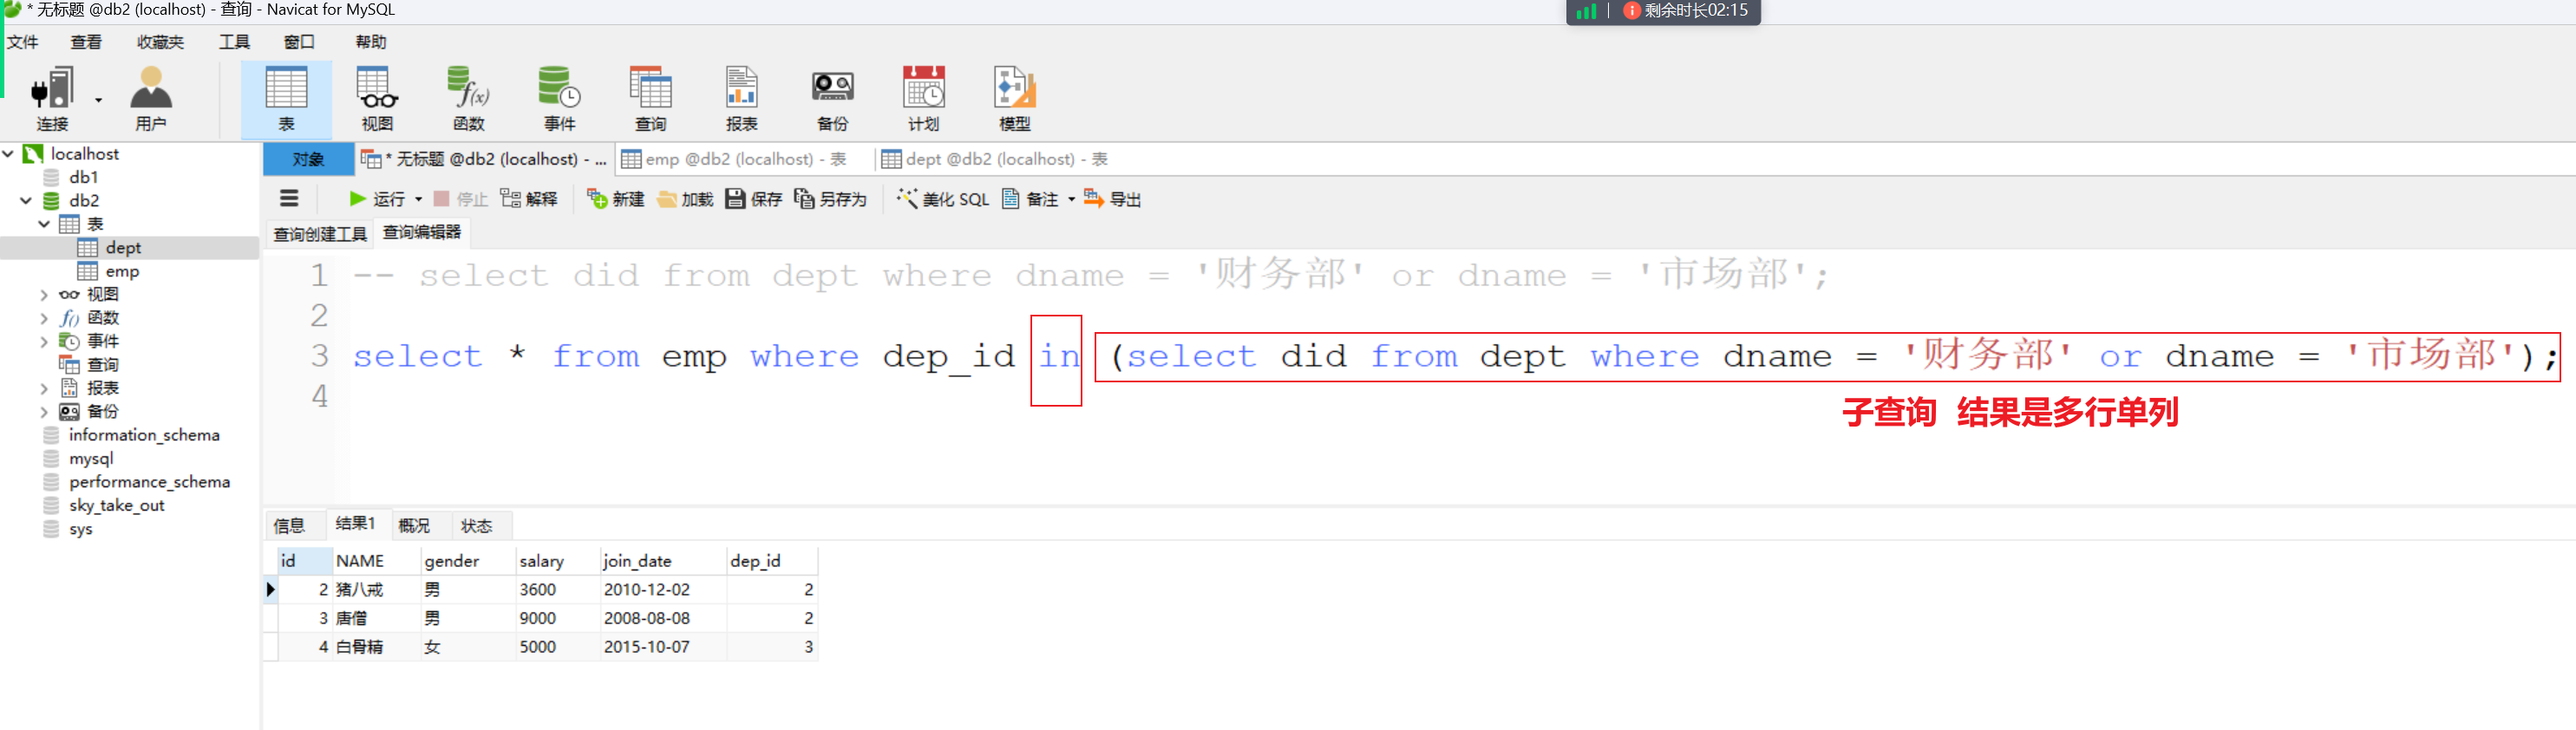 * 无标题 @db2 (localhost) - 查询 - Navicat for MySQL
剩余时长02:15
文件 查看 收藏夹 工具 窗口 帮助
连接 用户 表 视图 函数 事件 查询 报表 备份 计划 模型
f(x)
localhost
db1
db2
表
dept
emp
视图
f() 函数
事件
查询
报表
备份
information_schema
mysql
performance_schema
sky_take_out
sys
对象 * 无标题 @db2 (localhost) - ... emp @db2 (localhost) - 表 dept @db2 (localhost) - 表
运行 停止 解释 新建 加载 保存 另存为 美化 SQL 备注 导出
查询创建工具 查询编辑器
1 -- select did from dept where dname = '财务部' or dname = '市场部';
2
3 select * from emp where dep_id in (select did from dept where dname = '财务部' or dname = '市场部');
4
子查询 结果是多行单列
信息 结果1 概况 状态
id NAME gender salary join_date dep_id
2 猪八戒 男 3600 2010-12-02 2
3 唐僧 男 9000 2008-08-08 2
4 白骨精 女 5000 2015-10-07 3